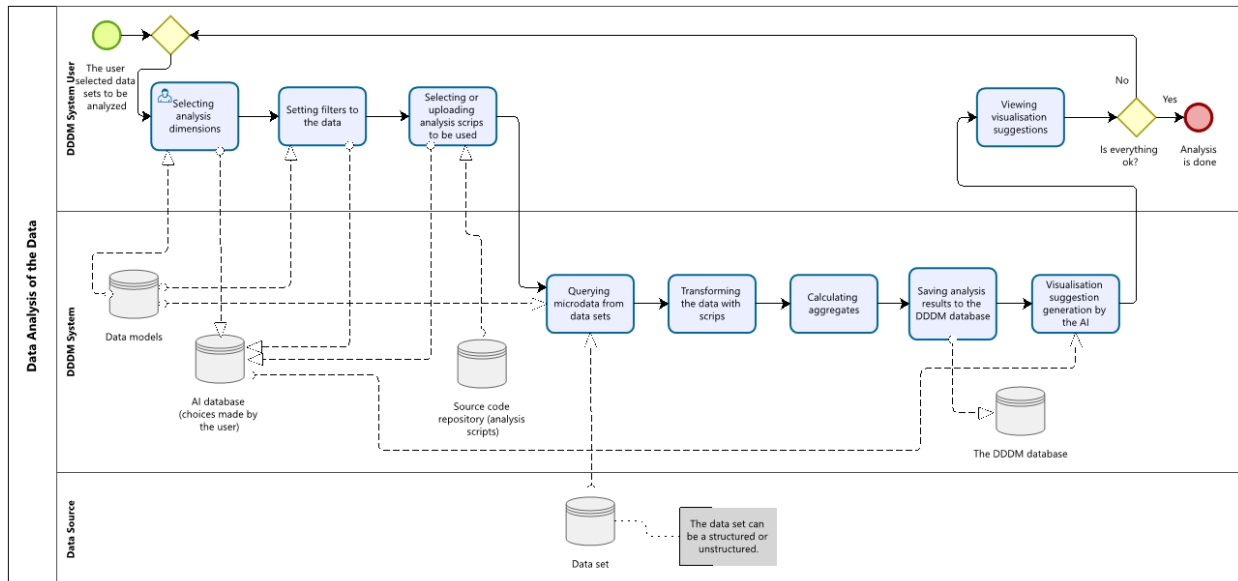 Data Analysis of the Data
DDDM System User
The user
selected data
sets to be
analyzed
Selecting
analysis
dimensions
Setting filters to
the data
Selecting or
uploading
analysis scrips
to be used
Viewing
visualisation
suggestions
No
Yes
Is everything
ok?
Analysis
is done
DDDM System
Data models
AI database
(choices made by
the user)
Source code
repository (analysis
scripts)
Querying
microdata from
data sets
Transforming
the data with
scrips
Calculating
aggregates
Saving analysis
results to the
DDDM database
Visualisation
suggestion
generation by
the AI
The DDDM database
Data Source
Data set
The data set can
be a structured or
unstructured.